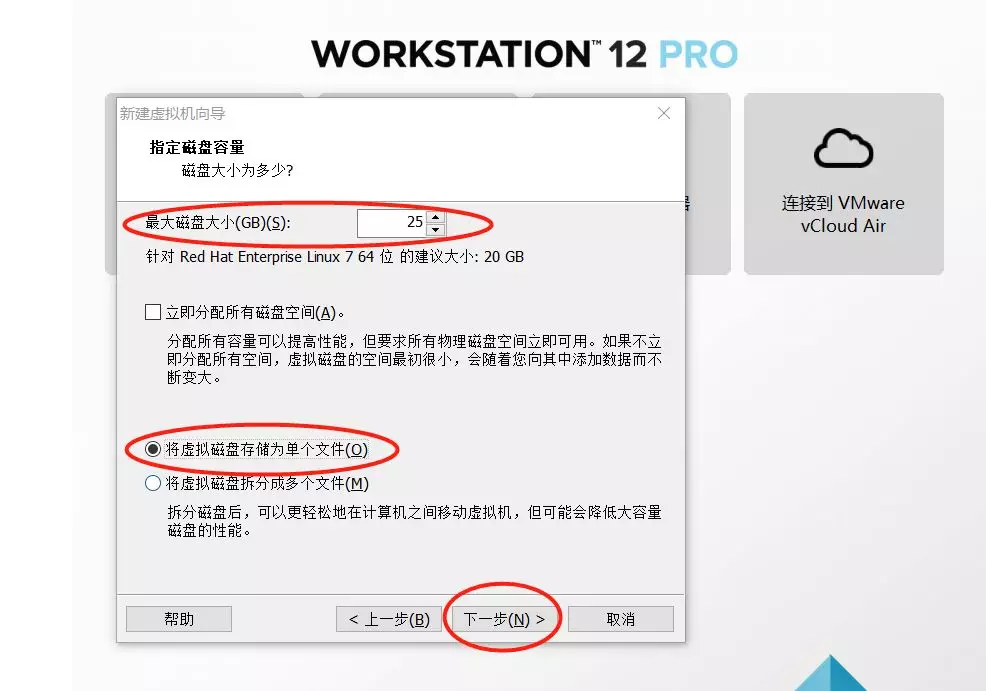 WORKSTATION™ 12 PRO
新建虚拟机向导
指定磁盘容量
磁盘大小为多少?
最大磁盘大小(GB)(S):
25
针对 Red Hat Enterprise Linux 7 64 位 的建议大小: 20 GB
立即分配所有磁盘空间(A)。
分配所有容量可以提高性能，但要求所有物理磁盘空间立即可用。如果不立
即分配所有空间，虚拟磁盘的空间最初很小，会随着您向其中添加数据而不
断变大。
将虚拟磁盘存储为单个文件(O)
将虚拟磁盘拆分成多个文件(M)
拆分磁盘后，可以更轻松地在计算机之间移动虚拟机，但可能会降低大容量
磁盘的性能。
帮助
< 上一步(B)
下一步(N) >
取消
连接到 VMware
vCloud Air